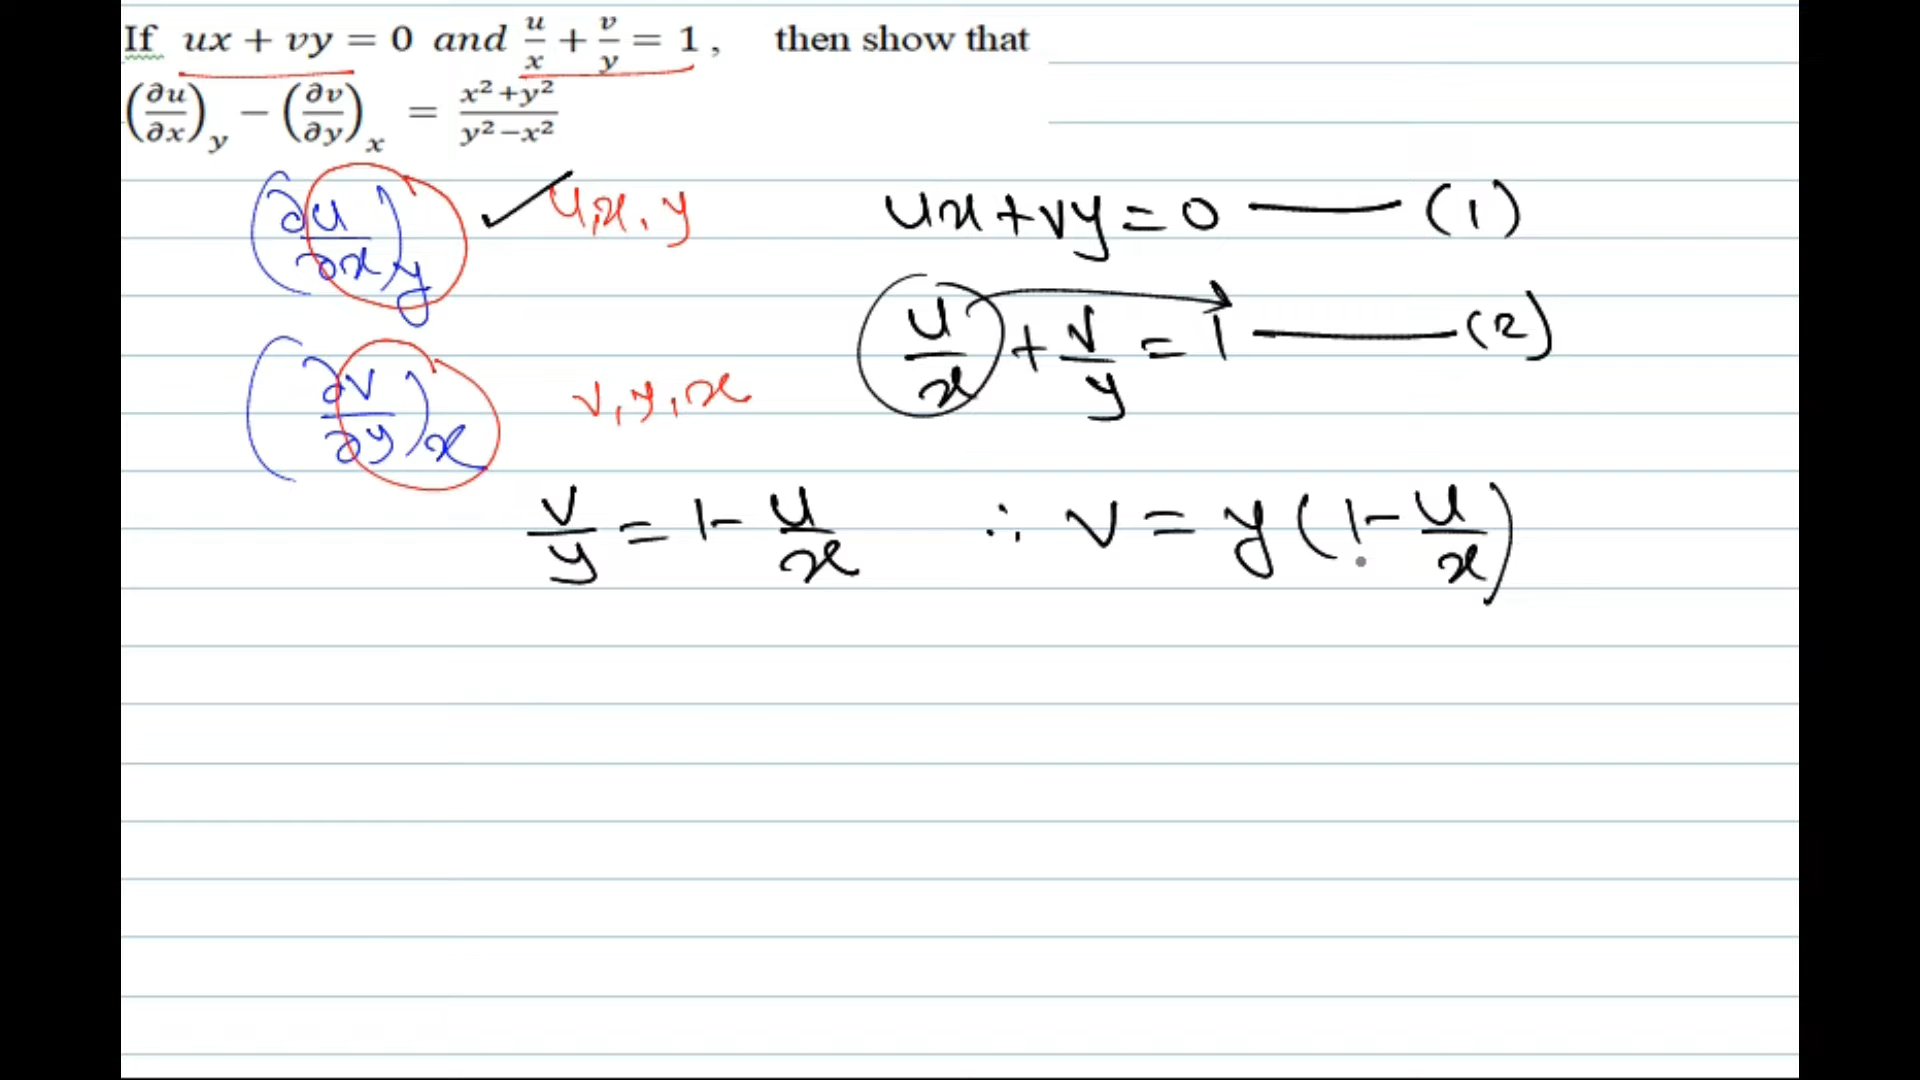 If ux + vy = 0 and u/x + v/y = 1 , then show that
(∂u/∂x)_y − (∂v/∂y)_x = (x² + y²)/(y² − x²)
(∂u/∂x)_y ✓ u, x, y
ux + vy = 0 —— (1)
u/x + v/y = 1 —— (2)
(∂v/∂y)_x v, y, x
v/y = 1 − u/x ∴ v = y(1 − u/x)